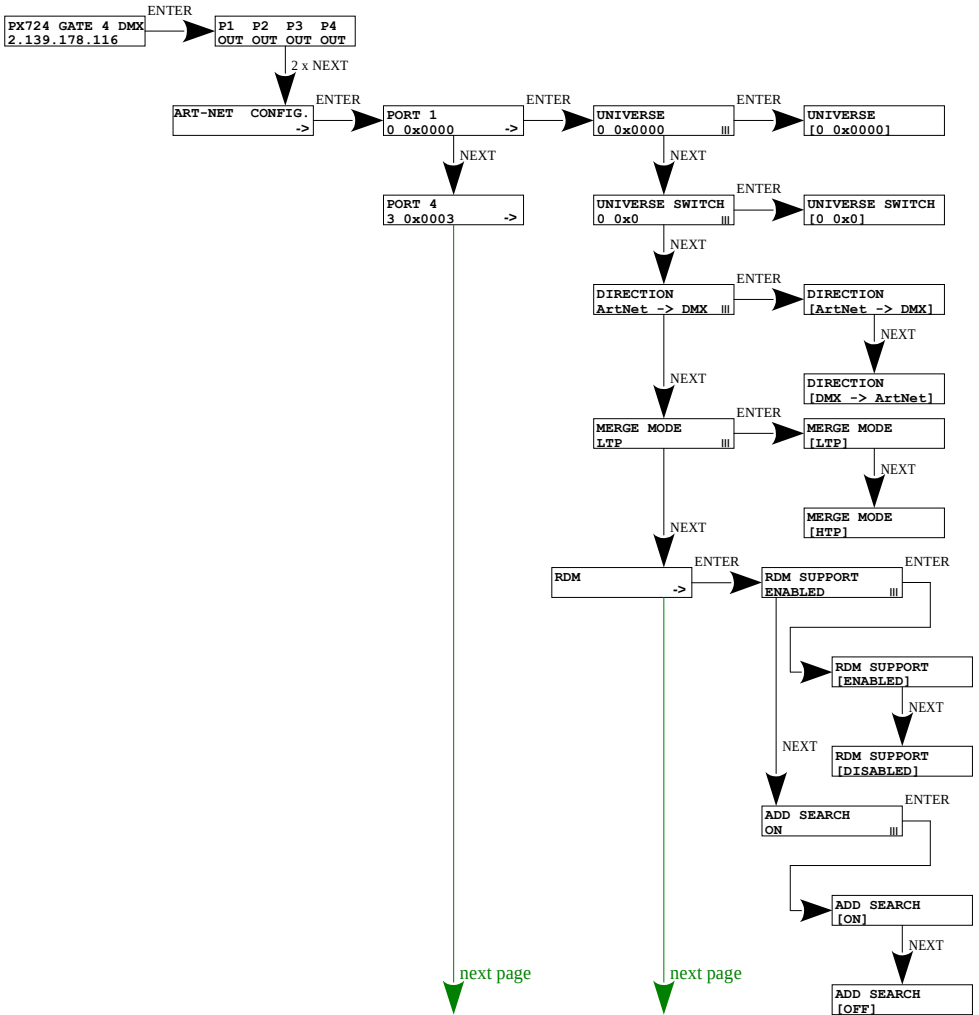 ENTER
PX724 GATE 4 DMX
2.139.178.116
P1 P2 P3 P4
OUT OUT OUT OUT
2 x NEXT
ART-NET CONFIG.
->
ENTER
PORT 1
0 0x0000 ->
ENTER
UNIVERSE
0 0x0000
ENTER
UNIVERSE
[0 0x0000]
NEXT
NEXT
PORT 4
3 0x0003 ->
UNIVERSE SWITCH
0 0x0
ENTER
UNIVERSE SWITCH
[0 0x0]
NEXT
DIRECTION
ArtNet -> DMX
ENTER
DIRECTION
[ArtNet -> DMX]
NEXT
DIRECTION
[DMX -> ArtNet]
NEXT
MERGE MODE
LTP
ENTER
MERGE MODE
[LTP]
NEXT
MERGE MODE
[HTP]
NEXT
RDM
->
ENTER
RDM SUPPORT
ENABLED
ENTER
RDM SUPPORT
[ENABLED]
NEXT
RDM SUPPORT
[DISABLED]
NEXT
ADD SEARCH
ON
ENTER
ADD SEARCH
[ON]
NEXT
ADD SEARCH
[OFF]
next page
next page